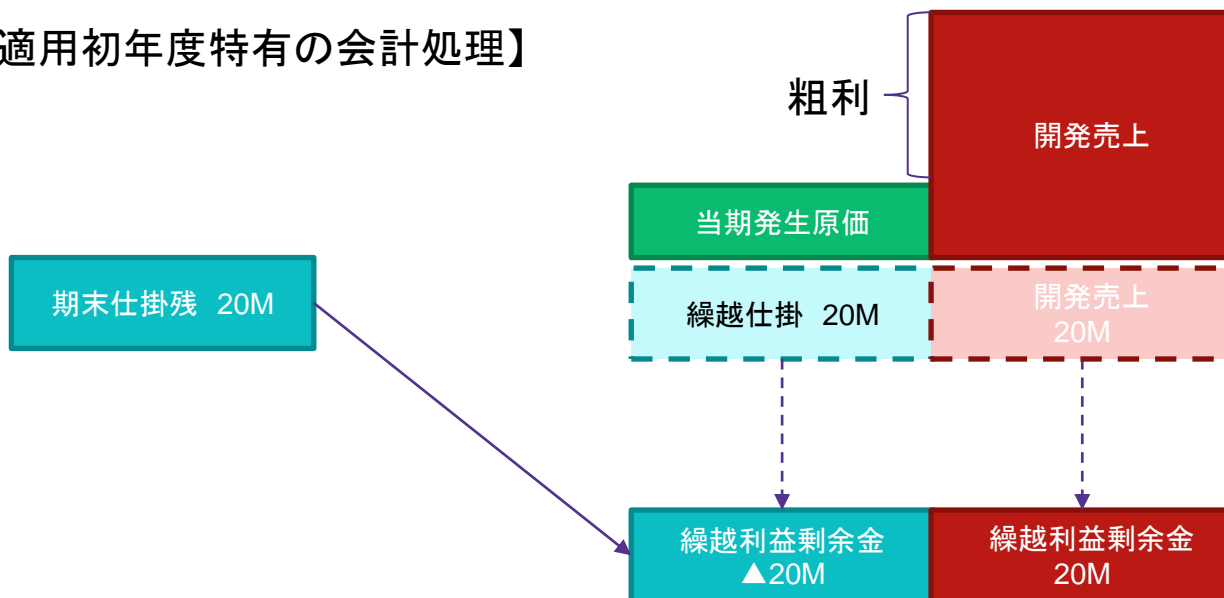 適用初年度特有の会計処理】
粗利
開発売上
当期発生原価
期末仕掛残 20M
繰越仕掛 20M
開発売上
20M
繰越利益剰余金
▲20M
繰越利益剰余金
20M